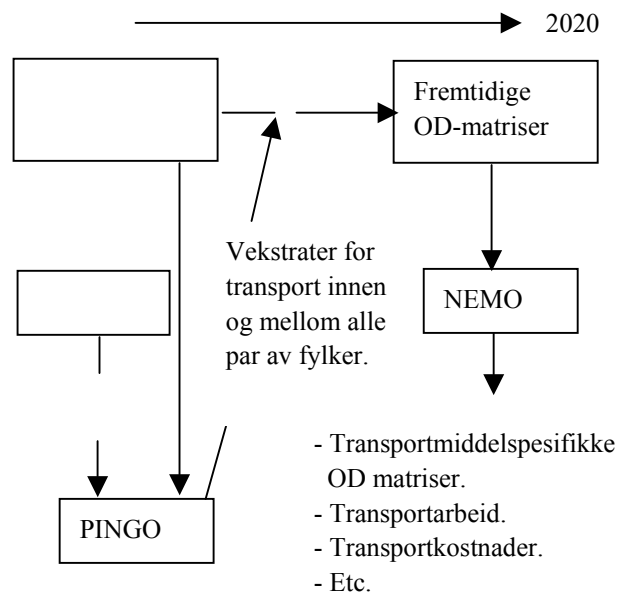 2020
Fremtidige
OD-matriser
Vekstrater for
transport innen
og mellom alle
par av fylker.
NEMO
PINGO
- Transportmiddelspesifikke
OD matriser.
- Transportarbeid.
- Transportkostnader.
- Etc.